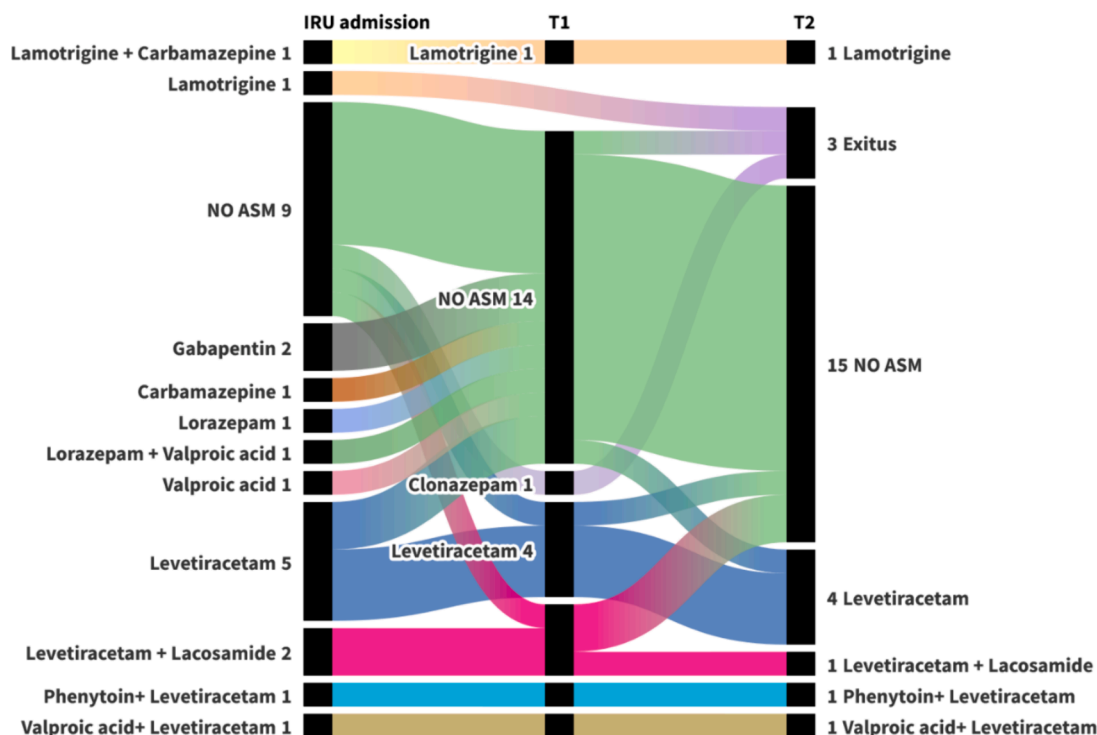 IRU admission T1 T2
Lamotrigine + Carbamazepine 1 Lamotrigine 1 1 Lamotrigine
Lamotrigine 1
3 Exitus
NO ASM 9
NO ASM 14
Gabapentin 2
15 NO ASM
Carbamazepine 1
Lorazepam 1
Lorazepam + Valproic acid 1
Valproic acid 1 Clonazepam 1
Levetiracetam 4
Levetiracetam 5
4 Levetiracetam
Levetiracetam + Lacosamide 2
1 Levetiracetam + Lacosamide
Phenytoin+ Levetiracetam 1 1 Phenytoin+ Levetiracetam
Valproic acid+ Levetiracetam 1 1 Valproic acid+ Levetiracetam